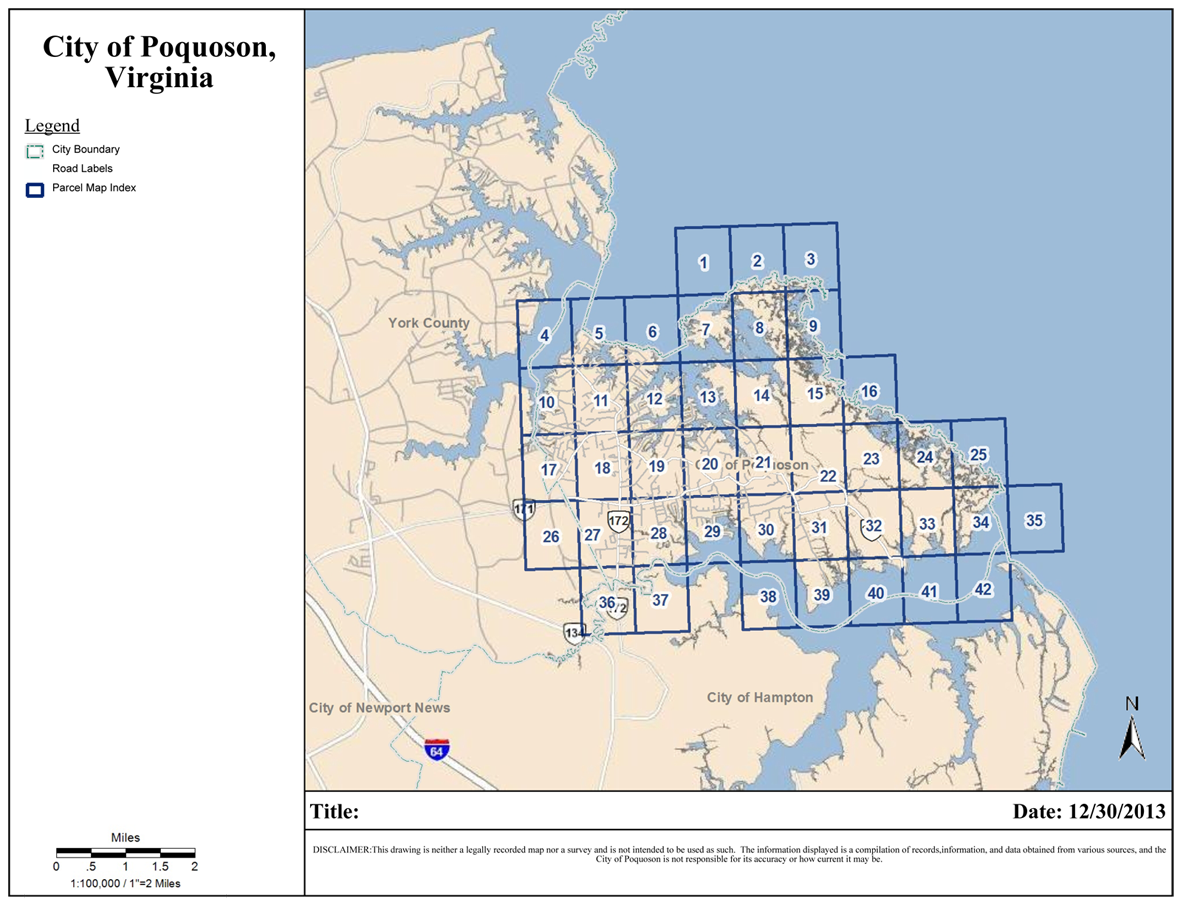 City of Poquoson,
Virginia
Legend
City Boundary
Road Labels
Parcel Map Index
1 2 3
York County
4 5 6 7 8 9
10 11 12 13 14 15 16
17 18 19 20 City of Poquoson 21 22 23 24 25
171
172
26 27 28 29 30 31 32 33 34 35
36 37 38 39 40 41 42
172
134
City of Newport News
City of Hampton
64
N
Miles
0 .5 1 1.5 2
1:100,000 / 1"=2 Miles
Title:
Date: 12/30/2013
DISCLAIMER:This drawing is neither a legally recorded map nor a survey and is not intended to be used as such. The information displayed is a compilation of records,information, and data obtained from various sources, and the
City of Poquoson is not responsible for its accuracy or how current it may be.